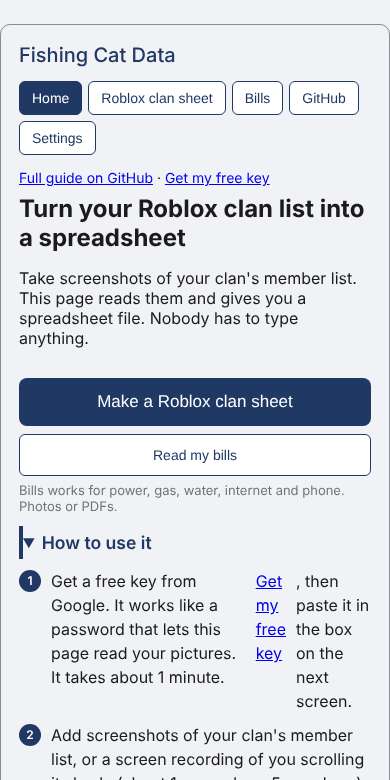 Fishing Cat Data
Home
Roblox clan sheet
Bills
GitHub
Settings
Full guide on GitHub · Get my free key
Turn your Roblox clan list into
a spreadsheet
Take screenshots of your clan's member list.
This page reads them and gives you a
spreadsheet file. Nobody has to type
anything.
Make a Roblox clan sheet
Read my bills
Bills works for power, gas, water, internet and phone.
Photos or PDFs.
▼ How to use it
1
Get a free key from
Google. It works like a
password that lets this
page read your pictures.
It takes about 1 minute.
Get
my
free
key
, then
paste it in
the box
on the
next
screen.
2
Add screenshots of your clan's member
list, or a screen recording of you scrolling